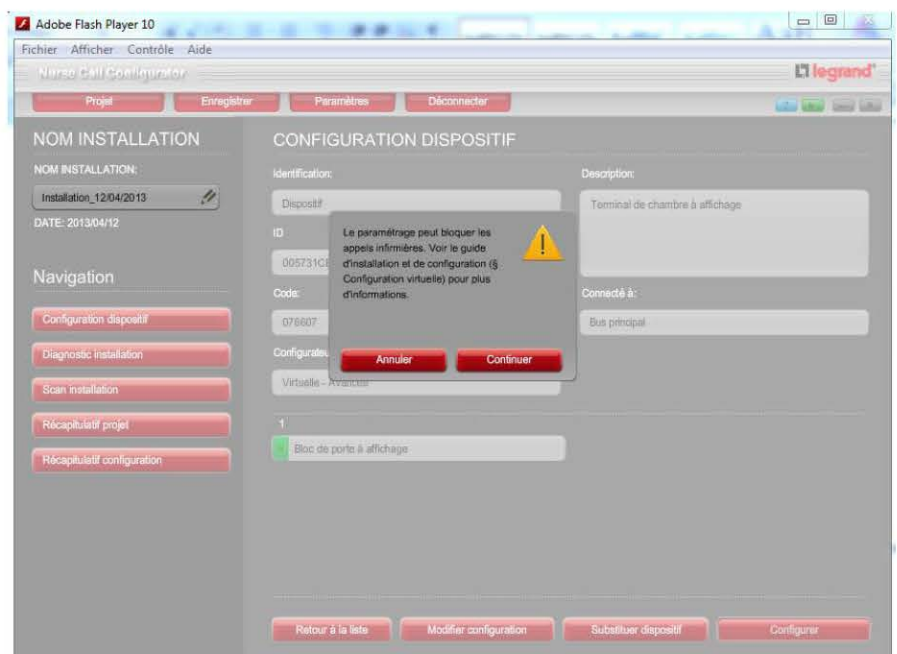 Adobe Flash Player 10
Fichier Afficher Contrôle Aide
Nurse Call Configurator
legrand
Projet Enregistrer Paramètres Déconnecter
NOM INSTALLATION
NOM INSTALLATION:
Installation_12/04/2013
DATE: 2013/04/12
Navigation
Configuration dispositif
Diagnostic installation
Scan installation
Récapitulatif projet
Récapitulatif configuration
CONFIGURATION DISPOSITIF
Identification:
Dispositif
ID
005731C
Code:
078607
Virtuelle - Avancée
Description:
Terminal de chambre à affichage
Connecté à:
Bus principal
Le paramétrage peut bloquer les
appels infirmières. Voir le guide
d'installation et de configuration (§
Configuration virtuelle) pour plus
d'informations.
Annuler Continuer
1
Bloc de porte à affichage
Retour à la liste Modifier configuration Substituer dispositif Configurer